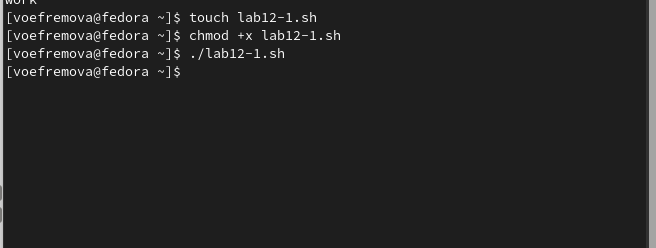 work
[voefremova@fedora ~]$ touch lab12-1.sh
[voefremova@fedora ~]$ chmod +x lab12-1.sh
[voefremova@fedora ~]$ ./lab12-1.sh
[voefremova@fedora ~]$